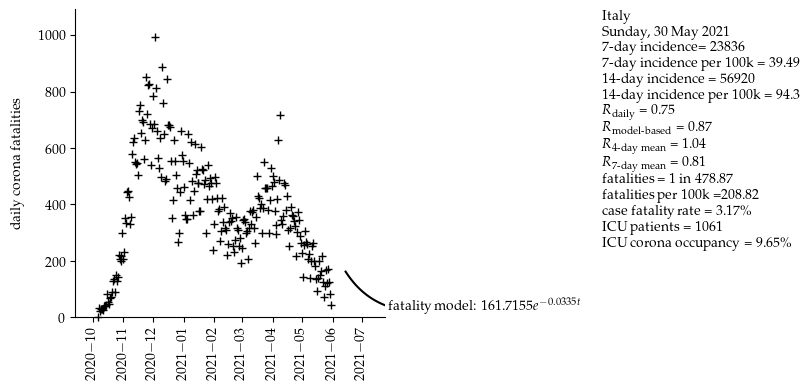 1000
800
600
400
200
0
daily corona fatalities
2020−10
2020−11
2020−12
2021−01
2021−02
2021−03
2021−04
2021−05
2021−06
2021−07
fatality model: 161.7155e^{−0.0335t}
Italy
Sunday, 30 May 2021
7-day incidence= 23836
7-day incidence per 100k = 39.49
14-day incidence = 56920
14-day incidence per 100k = 94.3
R_daily = 0.75
R_model-based = 0.87
R_4-day mean = 1.04
R_7-day mean = 0.81
fatalities = 1 in 478.87
fatalities per 100k =208.82
case fatality rate = 3.17%
ICU patients = 1061
ICU corona occupancy = 9.65%